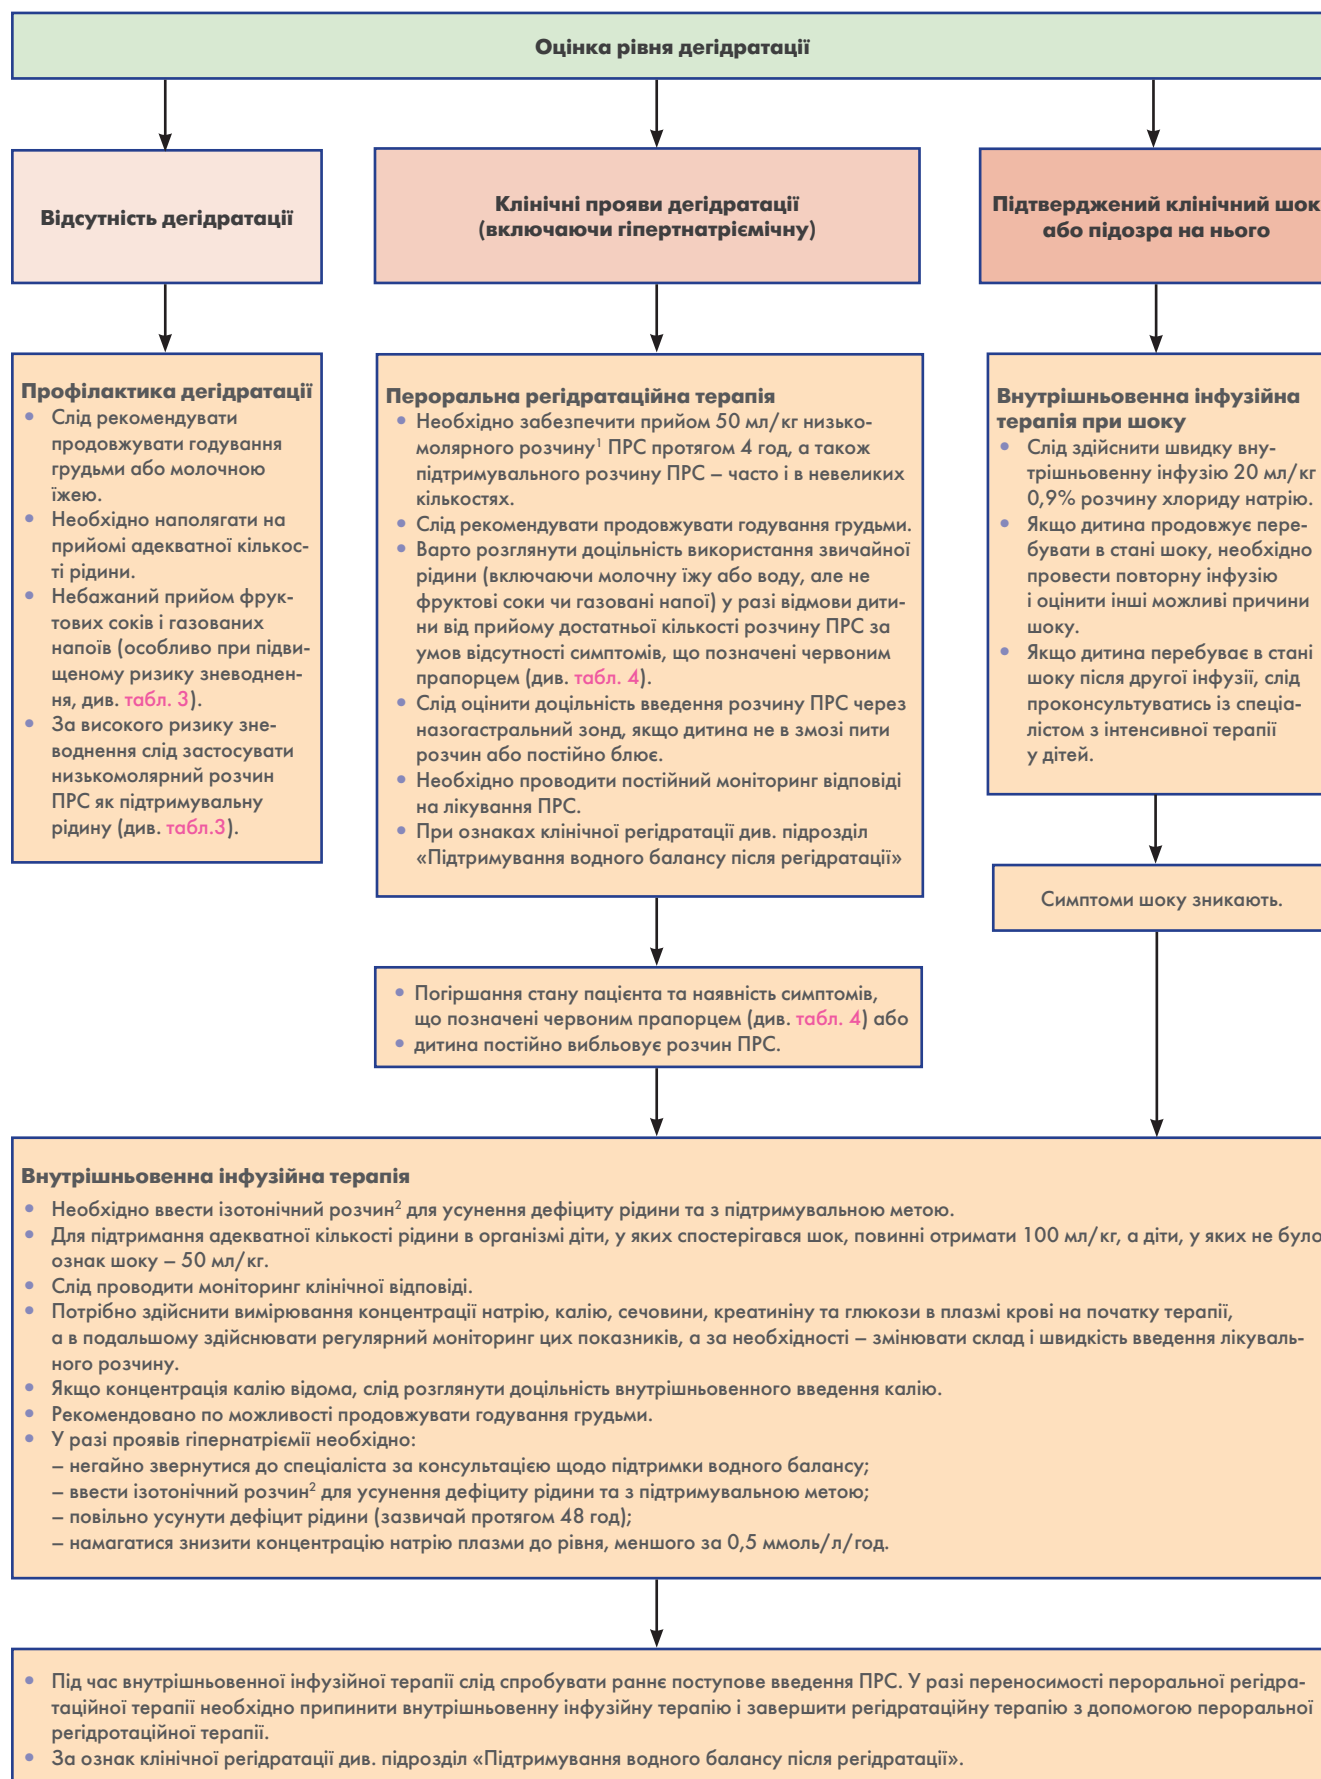 Оцінка рівня дегідратації
Відсутність дегідратації
Клінічні прояви дегідратації
(включаючи гіпертнатріємічну)
Підтверджений клінічний шок
або підозра на нього
Профілактика дегідратації
• Слід рекомендувати
продовжувати годування
грудьми або молочною
їжею.
• Необхідно наполягати на
прийомі адекватної кількос-
ті рідини.
• Небажаний прийом фрук-
тових соків і газованих
напоїв (особливо при підви-
щеному ризику зневоднен-
ня, див. табл. 3).
• За високого ризику зне-
воднення слід застосувати
низькомолярний розчин
ПРС як підтримувальну
рідину (див. табл.3).
Пероральна регідратаційна терапія
• Необхідно забезпечити прийом 50 мл/кг низько-
молярного розчину¹ ПРС протягом 4 год, а також
підтримувального розчину ПРС – часто і в невеликих
кількостях.
• Слід рекомендувати продовжувати годування грудьми.
• Варто розглянути доцільність використання звичайної
рідини (включаючи молочну їжу або воду, але не
фруктові соки чи газовані напої) у разі відмови дити-
ни від прийому достатньої кількості розчину ПРС за
умов відсутності симптомів, що позначені червоним
прапорцем (див. табл. 4).
• Слід оцінити доцільність введення розчину ПРС через
назогастральний зонд, якщо дитина не в змозі пити
розчин або постійно блює.
• Необхідно проводити постійний моніторинг відповіді
на лікування ПРС.
• При ознаках клінічної регідратації див. підрозділ
«Підтримування водного балансу після регідратації»
Внутрішньовенна інфузійна
терапія при шоку
• Слід здійснити швидку вну-
трішньовенну інфузію 20 мл/кг
0,9% розчину хлориду натрію.
• Якщо дитина продовжує пере-
бувати в стані шоку, необхідно
провести повторну інфузію
і оцінити інші можливі причини
шоку.
• Якщо дитина перебуває в стані
шоку після другої інфузії, слід
проконсультуватись із спеціа-
лістом з інтенсивної терапії
у дітей.
Симптоми шоку зникають.
• Погіршання стану пацієнта та наявність симптомів,
що позначені червоним прапорцем (див. табл. 4) або
• дитина постійно вибльовує розчин ПРС.
Внутрішньовенна інфузійна терапія
• Необхідно ввести ізотонічний розчин² для усунення дефіциту рідини та з підтримувальною метою.
• Для підтримання адекватної кількості рідини в організмі діти, у яких спостерігався шок, повинні отримати 100 мл/кг, а діти, у яких не було
ознак шоку – 50 мл/кг.
• Слід проводити моніторинг клінічної відповіді.
• Потрібно здійснити вимірювання концентрації натрію, калію, сечовини, креатиніну та глюкози в плазмі крові на початку терапії,
а в подальшому здійснювати регулярний моніторинг цих показників, а за необхідності – змінювати склад і швидкість введення лікуваль-
ного розчину.
• Якщо концентрація калію відома, слід розглянути доцільність внутрішньовенного введення калію.
• Рекомендовано по можливості продовжувати годування грудьми.
• У разі проявів гіпернатріємії необхідно:
– негайно звернутися до спеціаліста за консультацією щодо підтримки водного балансу;
– ввести ізотонічний розчин² для усунення дефіциту рідини та з підтримувальною метою;
– повільно усунути дефіцит рідини (зазвичай протягом 48 год);
– намагатися знизити концентрацію натрію плазми до рівня, меншого за 0,5 ммоль/л/год.
• Під час внутрішньовенної інфузійної терапії слід спробувати раннє поступове введення ПРС. У разі переносимості пероральної регідра-
таційної терапії необхідно припинити внутрішньовенну інфузійну терапію і завершити регідратаційну терапію з допомогою пероральної
регідротаційної терапії.
• За ознак клінічної регідратації див. підрозділ «Підтримування водного балансу після регідратації».